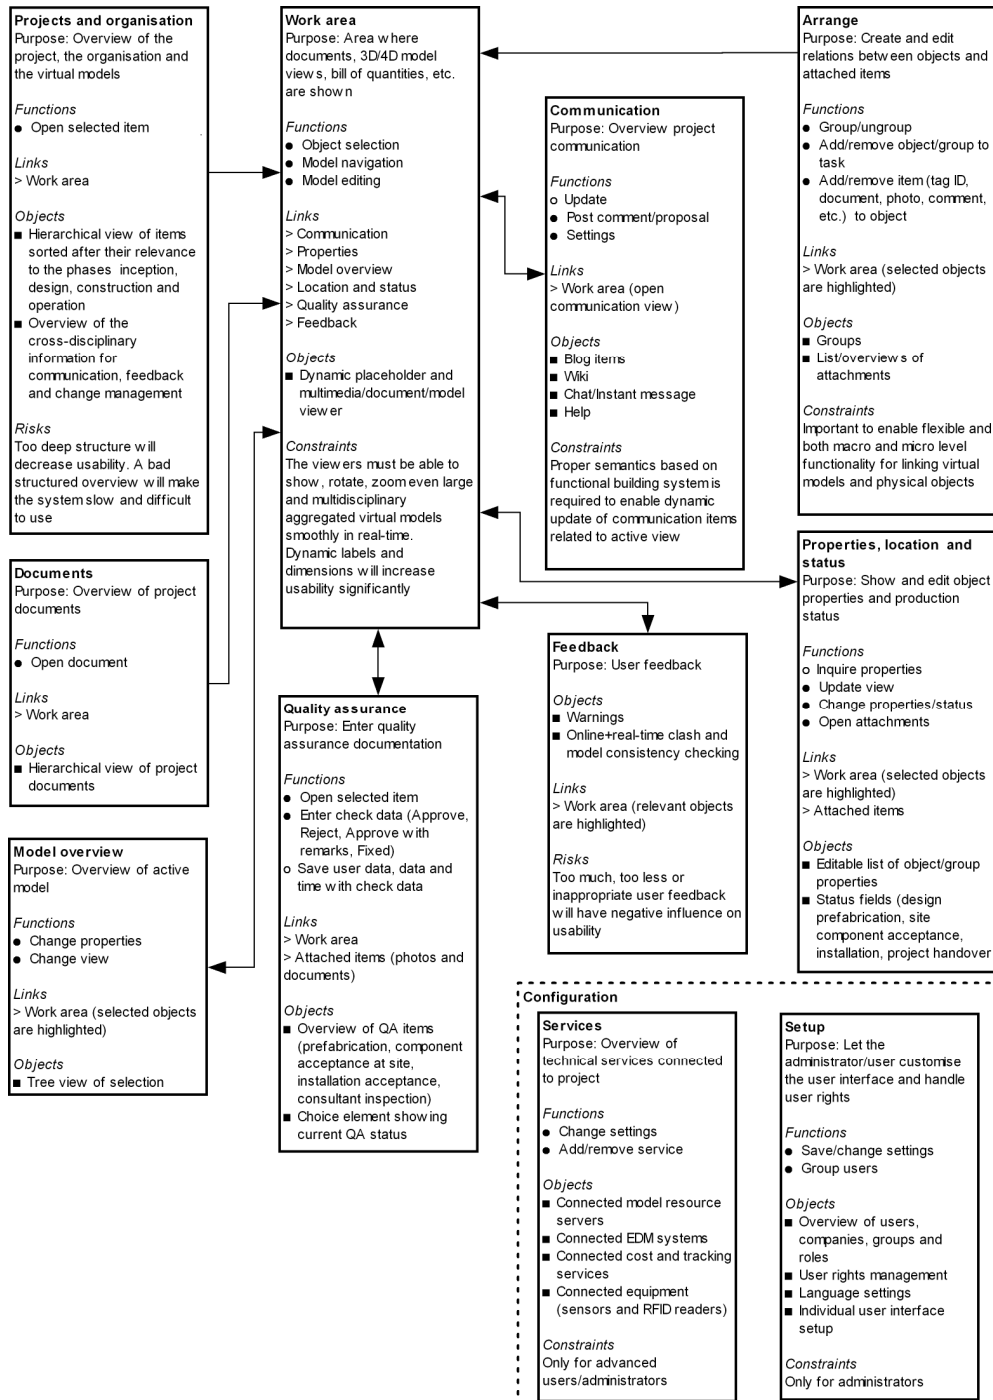 Projects and organisation
Purpose: Overview of the
project, the organisation and
the virtual models
Functions
● Open selected item
Links
> Work area
Objects
■ Hierarchical view of items
sorted after their relevance
to the phases inception,
design, construction and
operation
■ Overview of the
cross-disciplinary
information for
communication, feedback
and change management
Risks
Too deep structure will
decrease usability. A bad
structured overview will make
the system slow and difficult
to use
Documents
Purpose: Overview of project
documents
Functions
● Open document
Links
> Work area
Objects
■ Hierarchical view of project
documents
Model overview
Purpose: Overview of active
model
Functions
● Change properties
● Change view
Links
> Work area (selected objects
are highlighted)
Objects
■ Tree view of selection
Work area
Purpose: Area where
documents, 3D/4D model
views, bill of quantities, etc.
are shown
Functions
● Object selection
● Model navigation
● Model editing
Links
> Communication
> Properties
> Model overview
> Location and status
> Quality assurance
> Feedback
Objects
■ Dynamic placeholder and
multimedia/document/model
viewer
Constraints
The viewers must be able to
show, rotate, zoom even large
and multidisciplinary
aggregated virtual models
smoothly in real-time.
Dynamic labels and
dimensions will increase
usability significantly
Quality assurance
Purpose: Enter quality
assurance documentation
Functions
● Open selected item
● Enter check data (Approve,
Reject, Approve with
remarks, Fixed)
○ Save user data, data and
time with check data
Links
> Work area
> Attached items (photos and
documents)
Objects
■ Overview of QA items
(prefabrication, component
acceptance at site,
installation acceptance,
consultant inspection)
■ Choice element showing
current QA status
Communication
Purpose: Overview project
communication
Functions
○ Update
● Post comment/proposal
● Settings
Links
> Work area (open
communication view)
Objects
■ Blog items
■ Wiki
■ Chat/Instant message
■ Help
Constraints
Proper semantics based on
functional building system is
required to enable dynamic
update of communication items
related to active view
Feedback
Purpose: User feedback
Objects
■ Warnings
■ Online+real-time clash and
model consistency checking
Links
> Work area (relevant objects
are highlighted)
Risks
Too much, too less or
inappropriate user feedback
will have negative influence on
usability
Arrange
Purpose: Create and edit
relations between objects and
attached items
Functions
● Group/ungroup
● Add/remove object/group to
task
● Add/remove item (tag ID,
document, photo, comment,
etc.) to object
Links
> Work area (selected objects
are highlighted)
Objects
■ Groups
■ List/overviews of
attachments
Constraints
Important to enable flexible and
both macro and micro level
functionality for linking virtual
models and physical objects
Properties, location and
status
Purpose: Show and edit object
properties and production
status
Functions
○ Inquire properties
● Update view
● Change properties/status
● Open attachments
Links
> Work area (selected objects
are highlighted)
> Attached items
Objects
■ Editable list of object/group
properties
■ Status fields (design
prefabrication, site
component acceptance,
installation, project handover
Configuration
Services
Purpose: Overview of
technical services connected
to project
Functions
● Change settings
● Add/remove service
Objects
■ Connected model resource
servers
■ Connected EDM systems
■ Connected cost and tracking
services
■ Connected equipment
(sensors and RFID readers)
Constraints
Only for advanced
users/administrators
Setup
Purpose: Let the
administrator/user customise
the user interface and handle
user rights
Functions
● Save/change settings
● Group users
Objects
■ Overview of users,
companies, groups and
roles
■ User rights management
■ Language settings
■ Individual user interface
setup
Constraints
Only for administrators